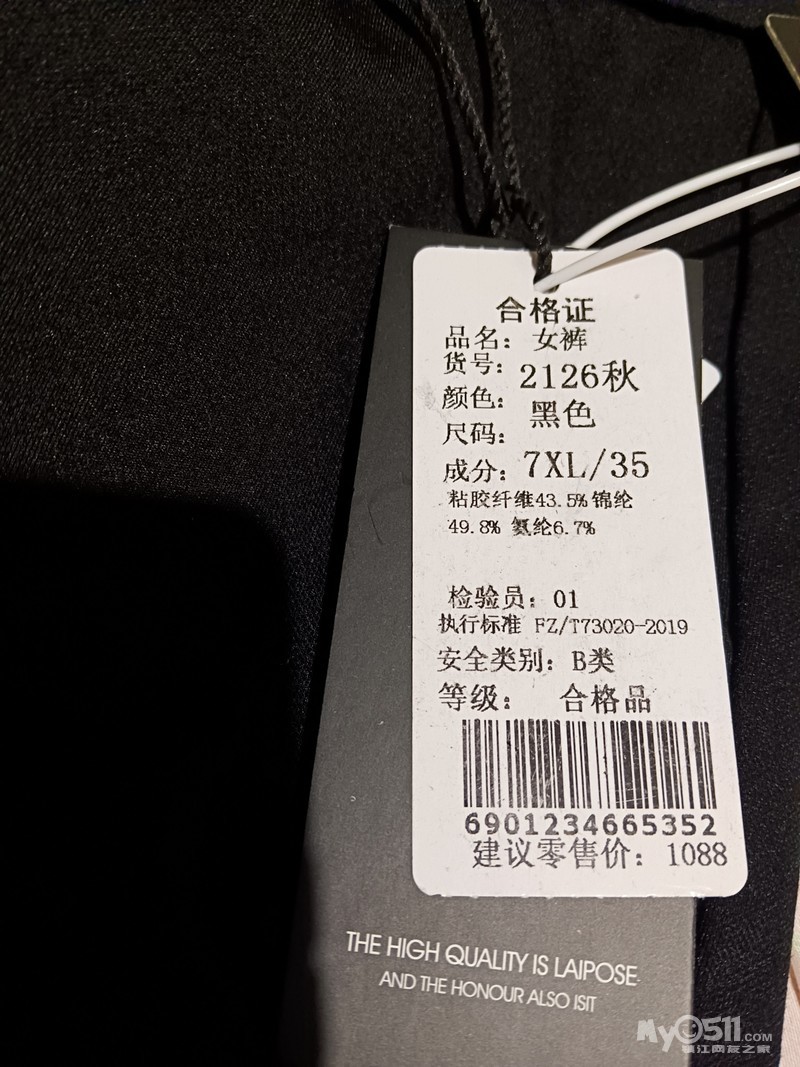 合格证
品名：女裤
货号：2126秋
颜色：黑色
尺码：7XL/35
成分：
粘胶纤维43.5%锦纶
49.8% 氨纶6.7%
检验员：01
执行标准 FZ/T73020-2019
安全类别：B类
等级： 合格品
6901234665352
建议零售价：1088
THE HIGH QUALITY IS LAIPOSE
AND THE HONOUR ALSO ISIT
My0511.COM
镇江网友之家